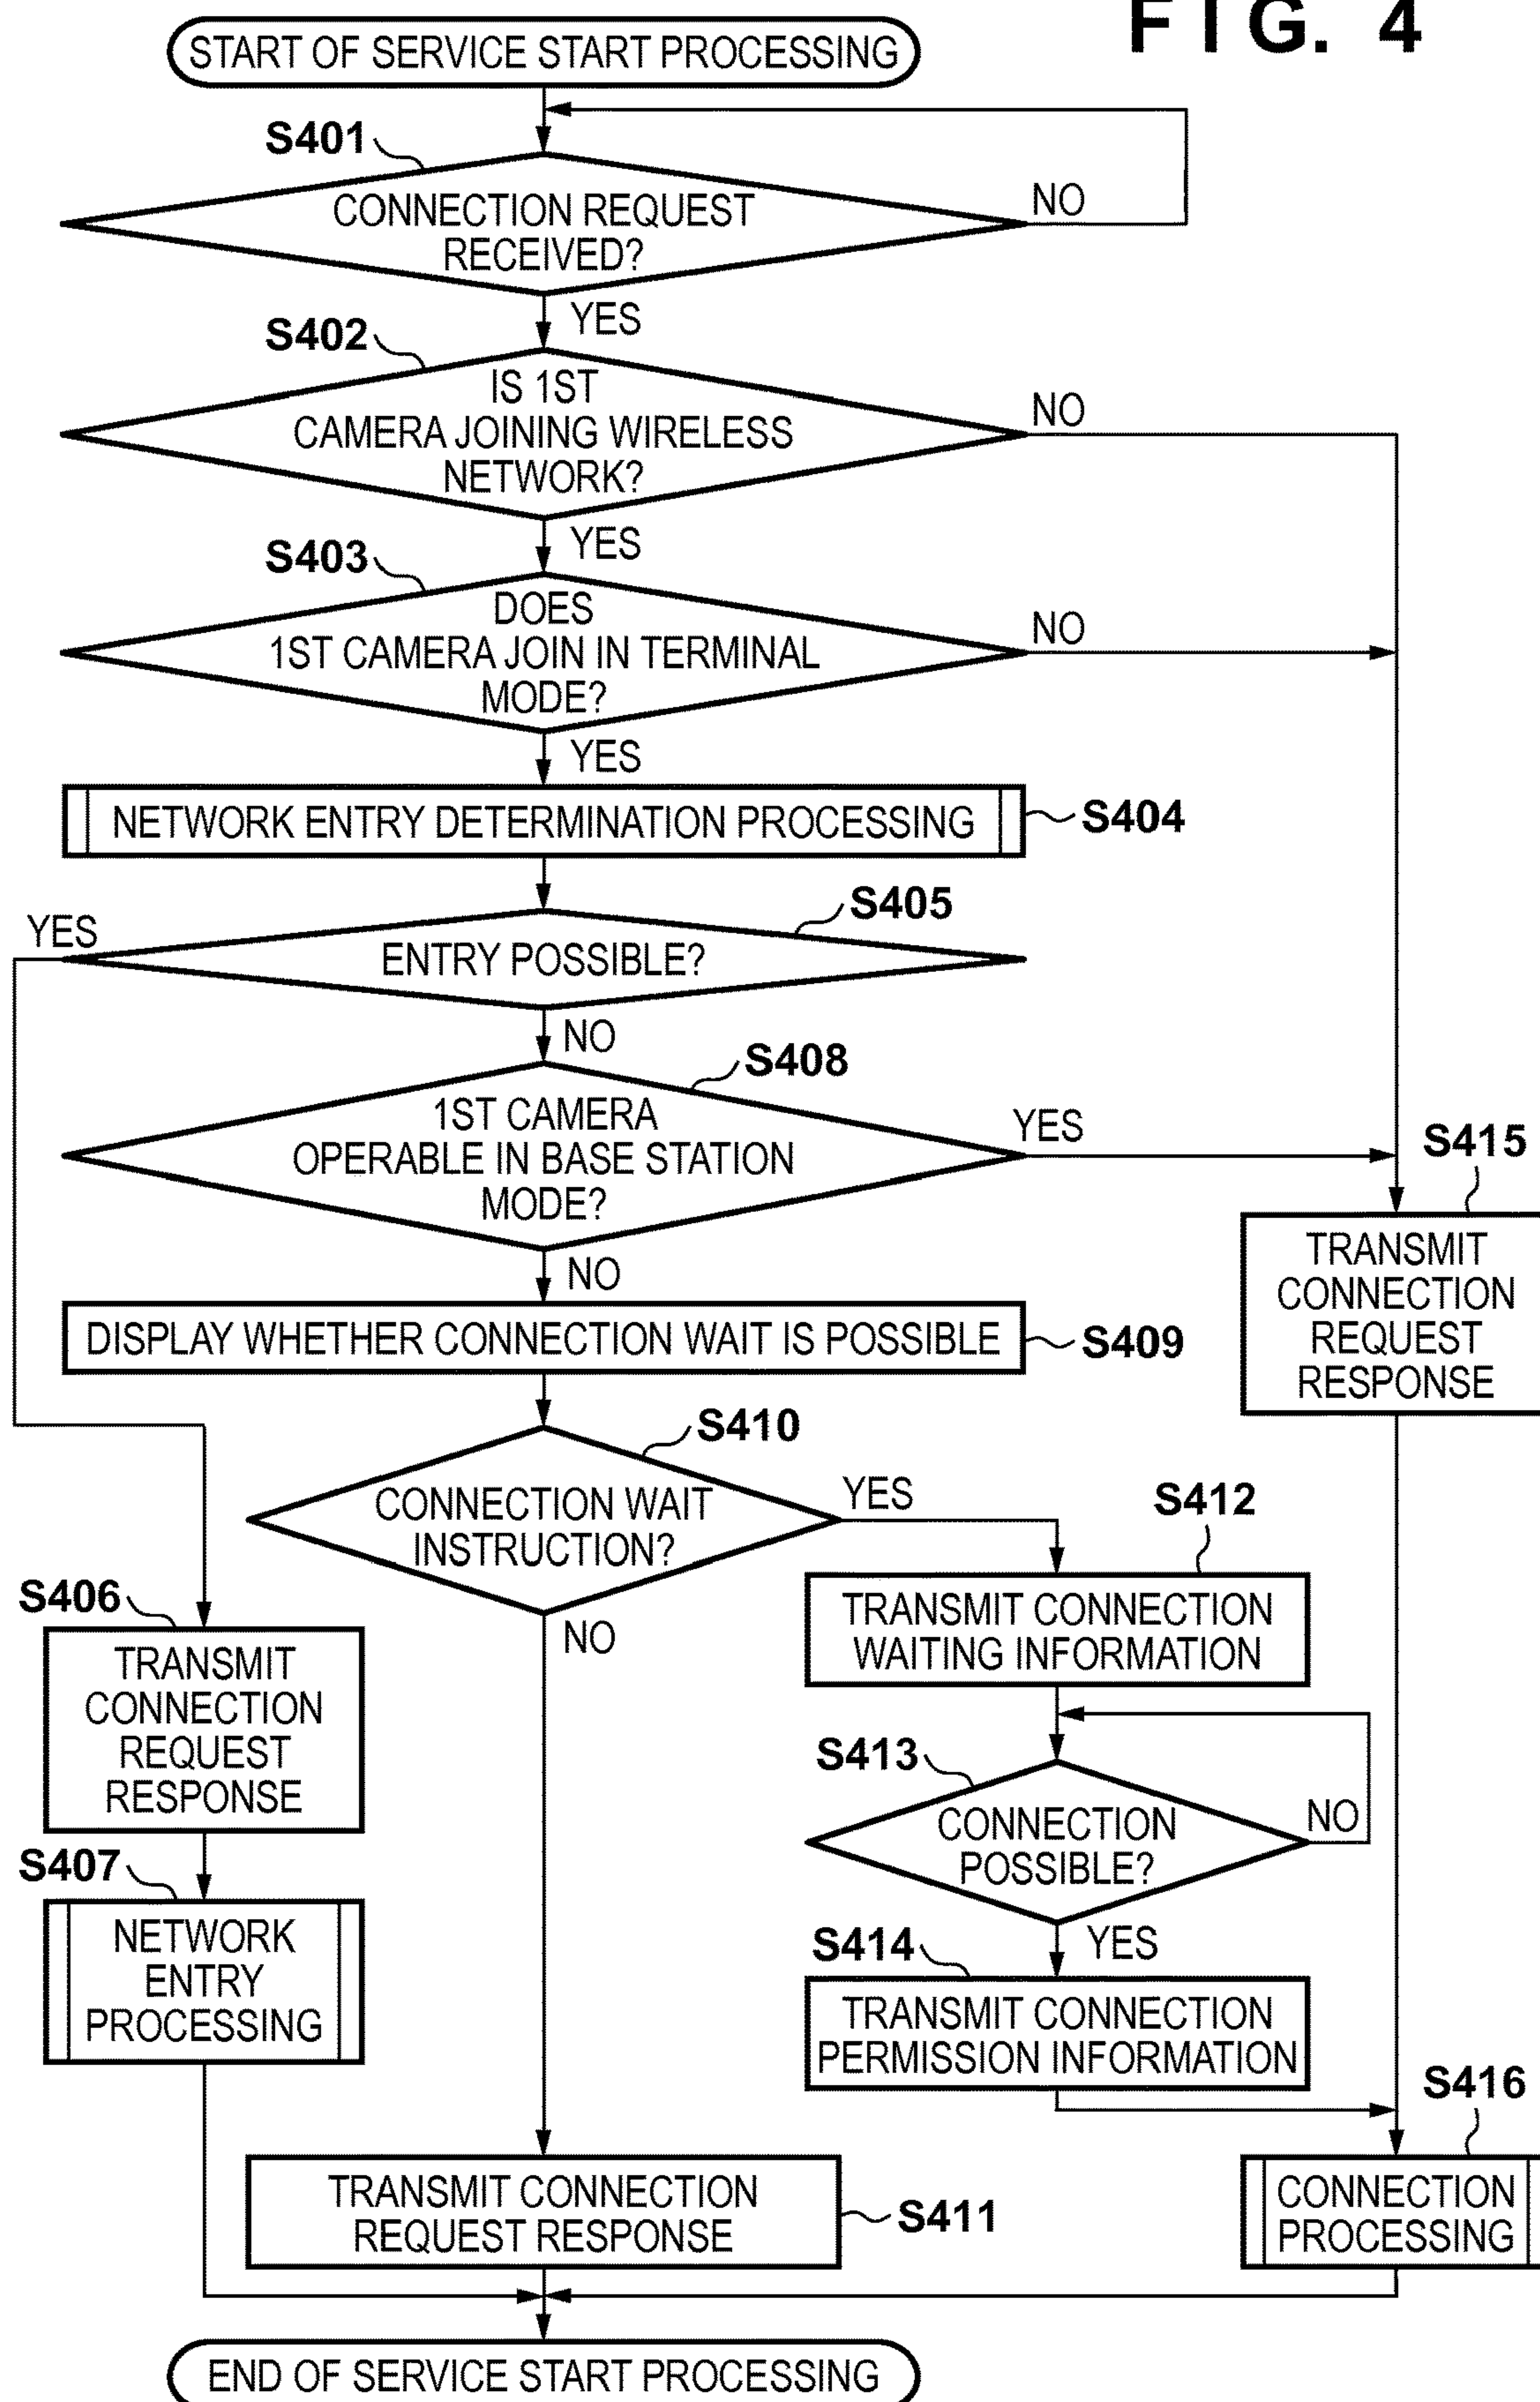 FIG. 4
START OF SERVICE START PROCESSING
S401
CONNECTION REQUEST
RECEIVED?
NO
YES
S402
IS 1ST
CAMERA JOINING WIRELESS
NETWORK?
NO
YES
S403
DOES
1ST CAMERA JOIN IN TERMINAL
MODE?
NO
YES
NETWORK ENTRY DETERMINATION PROCESSING
S404
S405
YES
ENTRY POSSIBLE?
NO
S408
1ST CAMERA
OPERABLE IN BASE STATION
MODE?
YES
NO
S415
TRANSMIT
CONNECTION
REQUEST
RESPONSE
DISPLAY WHETHER CONNECTION WAIT IS POSSIBLE
S409
S410
CONNECTION WAIT
INSTRUCTION?
YES
NO
S412
TRANSMIT CONNECTION
WAITING INFORMATION
S406
TRANSMIT
CONNECTION
REQUEST
RESPONSE
S413
CONNECTION
POSSIBLE?
NO
YES
S407
NETWORK
ENTRY
PROCESSING
S414
TRANSMIT CONNECTION
PERMISSION INFORMATION
S416
CONNECTION
PROCESSING
TRANSMIT CONNECTION
REQUEST RESPONSE
S411
END OF SERVICE START PROCESSING